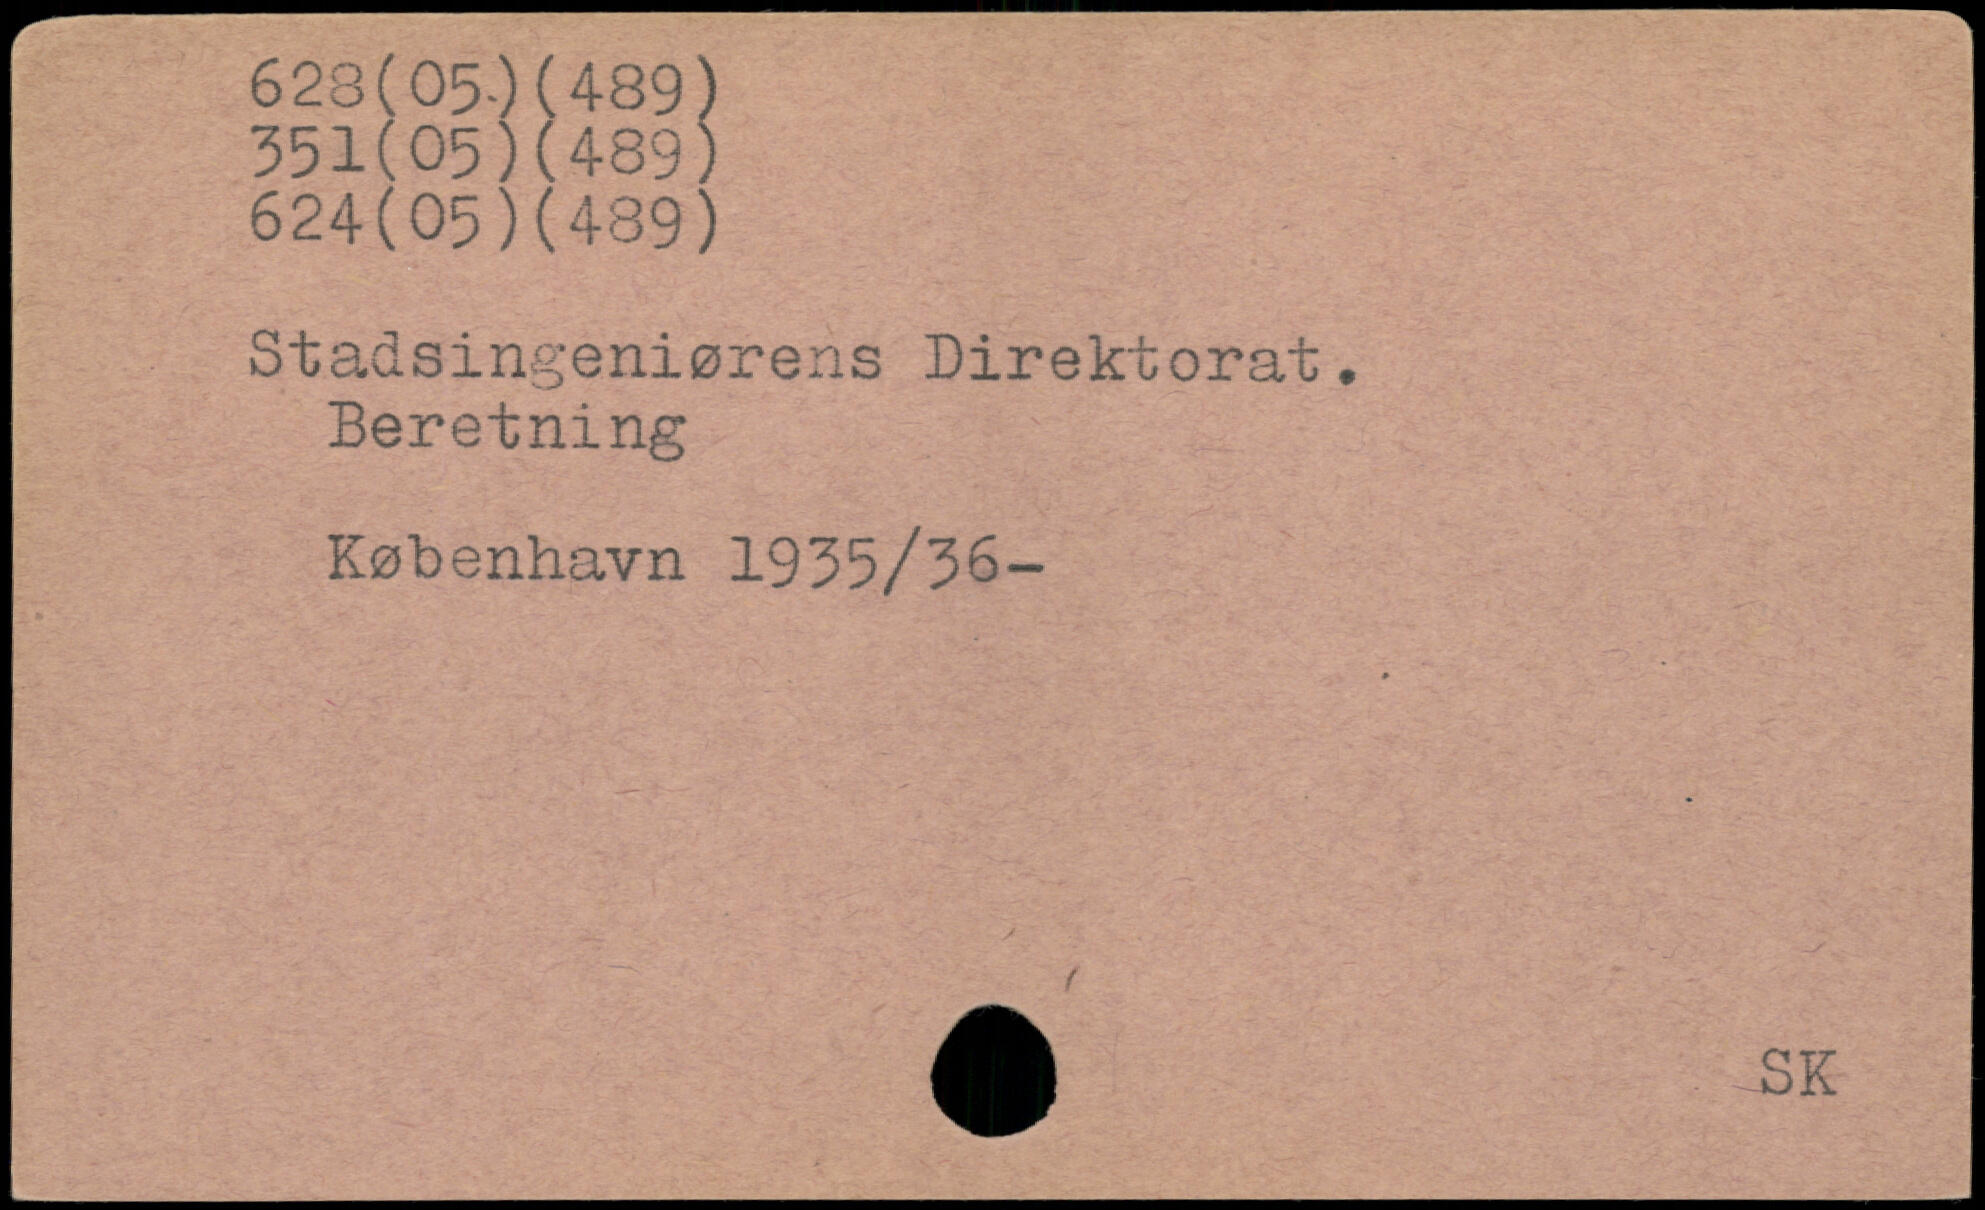 628(05)(489)
351(05)(489)
624(05)(489)
Stadsingeniørens Direktorat.
Beretning
København 1935/36-
SK